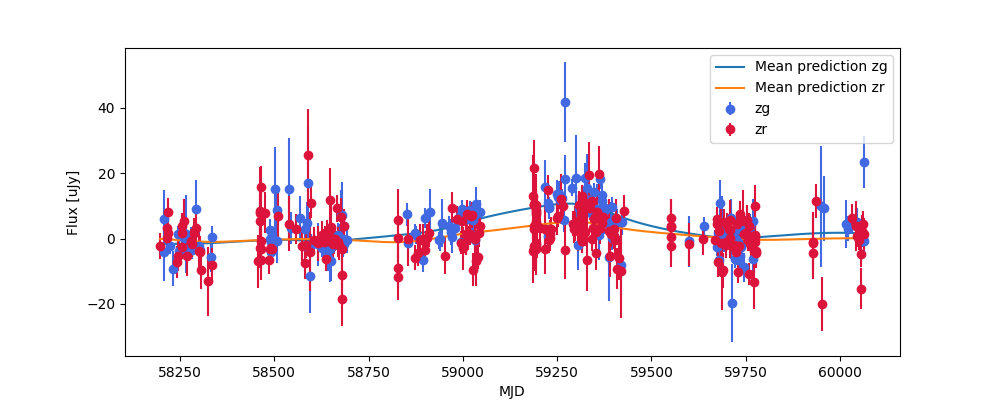 Mean prediction zg
Mean prediction zr
zg
zr
Flux [uJy]
40
20
0
−20
58250 58500 58750 59000 59250 59500 59750 60000
MJD